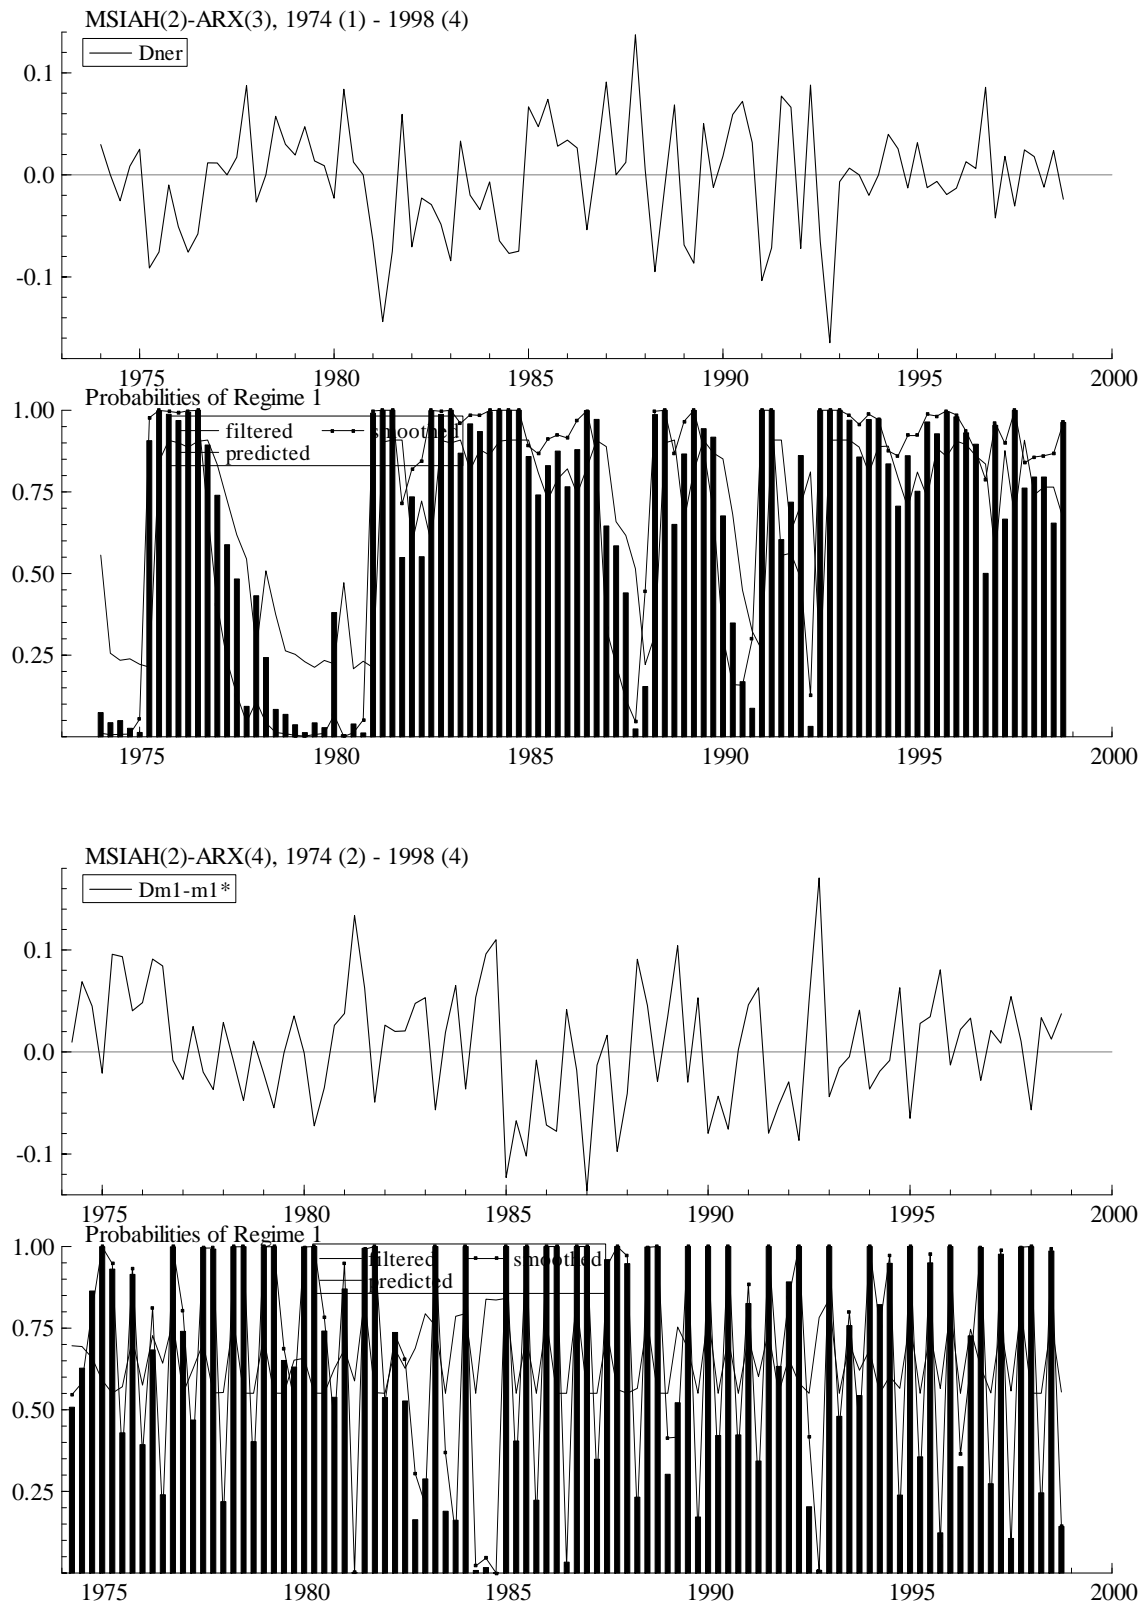 MSIAH(2)-ARX(3), 1974 (1) - 1998 (4)
Dner
0.1
0.0
-0.1
1975 1980 1985 1990 1995 2000
Probabilities of Regime 1
1.00
filtered smoothed
predicted
0.75
0.50
0.25
1975 1980 1985 1990 1995 2000
MSIAH(2)-ARX(4), 1974 (2) - 1998 (4)
Dm1-m1*
0.1
0.0
-0.1
1975 1980 1985 1990 1995 2000
Probabilities of Regime 1
1.00
filtered smoothed
predicted
0.75
0.50
0.25
1975 1980 1985 1990 1995 2000